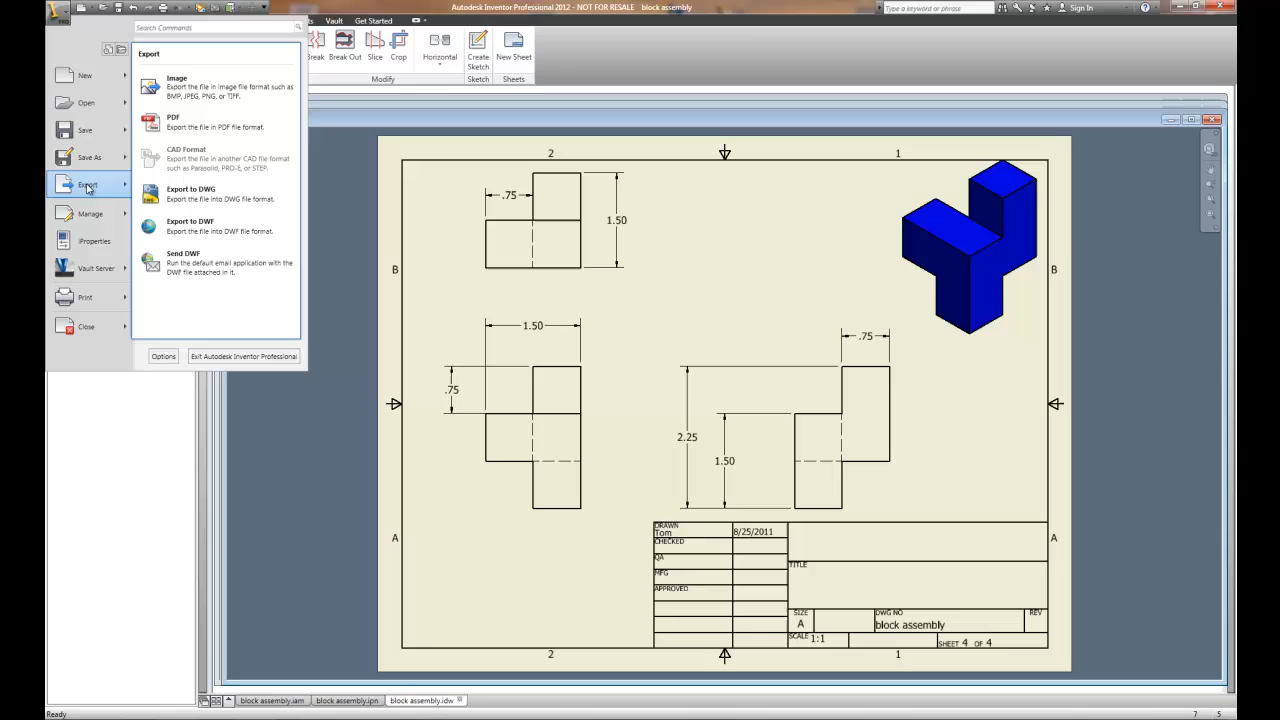 Autodesk Inventor Professional 2012 - NOT FOR RESALE block assembly
Type a keyword or phrase
Sign In
PRO
Search Commands
Vault
Get Started
Export
Image
Export the file in image file format such as
BMP, JPEG, PNG, or TIFF.
PDF
Export the file in PDF file format.
CAD Format
Export the file in another CAD file format
such as Parasolid, PRO-E, or STEP.
Export to DWG
Export the file into DWG file format.
Export to DWF
Export the file into DWF file format.
Send DWF
Run the default email application with the
DWF file attached in it.
New
Open
Save
Save As
Export
Manage
iProperties
Vault Server
Print
Close
Options
Exit Autodesk Inventor Professional
Break
Break Out
Slice
Crop
Horizontal
Create
Sketch
New Sheet
Modify
Sketch
Sheets
2
1
.75
1.50
B
B
1.50
.75
.75
2.25
1.50
A
A
DRAWN
Tom
8/25/2011
CHECKED
QA
MFG
APPROVED
TITLE
SIZE
A
DWG NO
block assembly
REV
SCALE 1:1
SHEET 4 OF 4
2
1
block assembly.iam
block assembly.ipn
block assembly.idw
Ready
7
5